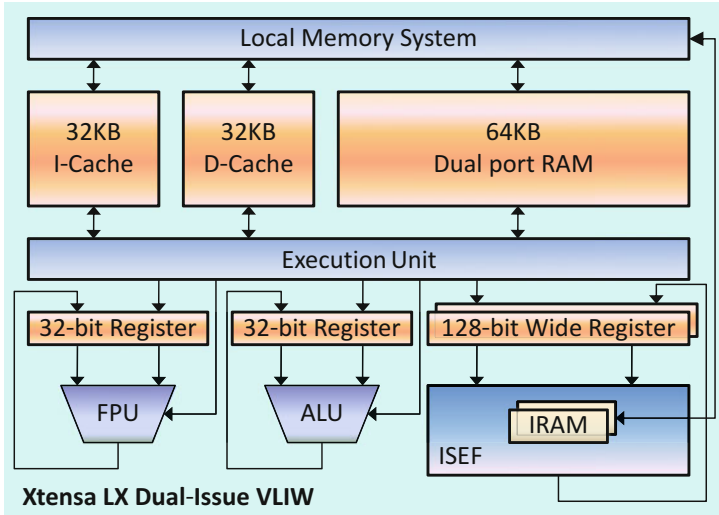 Local Memory System
32KB
I-Cache
32KB
D-Cache
64KB
Dual port RAM
Execution Unit
32-bit Register
32-bit Register
128-bit Wide Register
FPU
ALU
IRAM
ISEF
Xtensa LX Dual-Issue VLIW